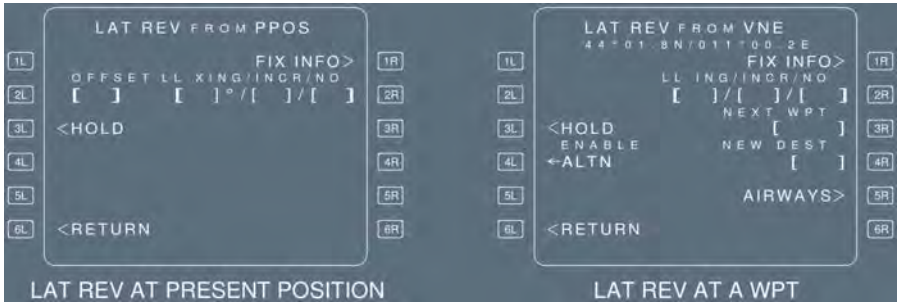 LAT REV FROM PPOS
1L FIX INFO> 1R
OFFSET LL XING/INCR/NO
2L [ ] [ ]°/[ ]/[ ] 2R
3L <HOLD 3R
4L 4R
5L 5R
6L <RETURN 6R
LAT REV AT PRESENT POSITION
LAT REV FROM VNE
44°01.8N/011°00.2E
1L FIX INFO> 1R
LL ING/INCR/NO
2L [ ]/[ ]/[ ] 2R
NEXT WPT
3L <HOLD [ ] 3R
ENABLE NEW DEST
4L ←ALTN [ ] 4R
5L AIRWAYS> 5R
6L <RETURN 6R
LAT REV AT A WPT